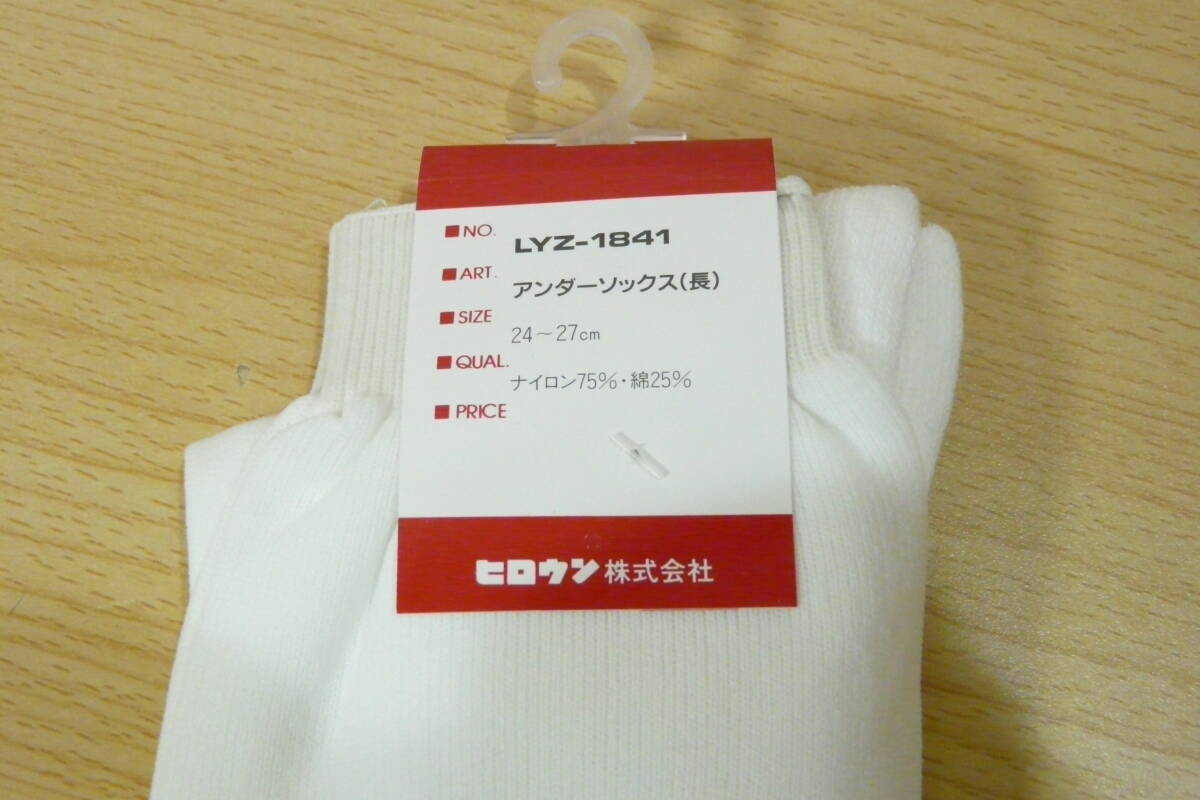 ■ NO. LYZ-1841
■ ART. アンダーソックス(長)
■ SIZE 24～27cm
■ QUAL. ナイロン75%・綿25%
■ PRICE
ヒロウン株式会社